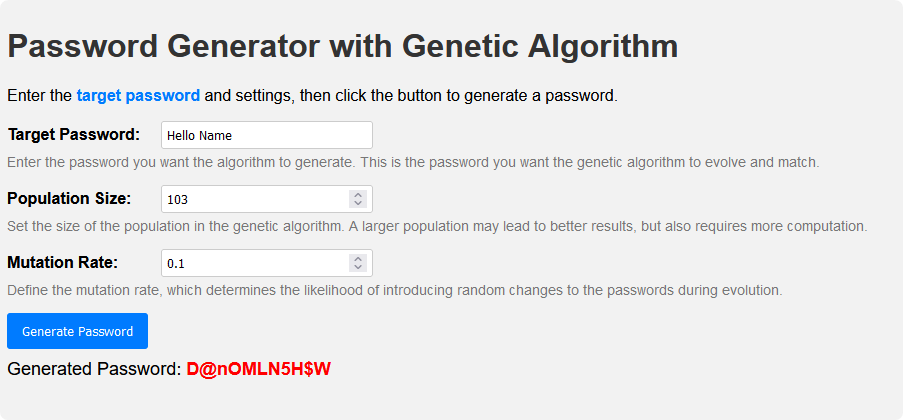 Password Generator with Genetic Algorithm
Enter the target password and settings, then click the button to generate a password.
Target Password: Hello Name
Enter the password you want the algorithm to generate. This is the password you want the genetic algorithm to evolve and match.
Population Size: 103
Set the size of the population in the genetic algorithm. A larger population may lead to better results, but also requires more computation.
Mutation Rate: 0.1
Define the mutation rate, which determines the likelihood of introducing random changes to the passwords during evolution.
Generate Password
Generated Password: D@nOMLN5H$W